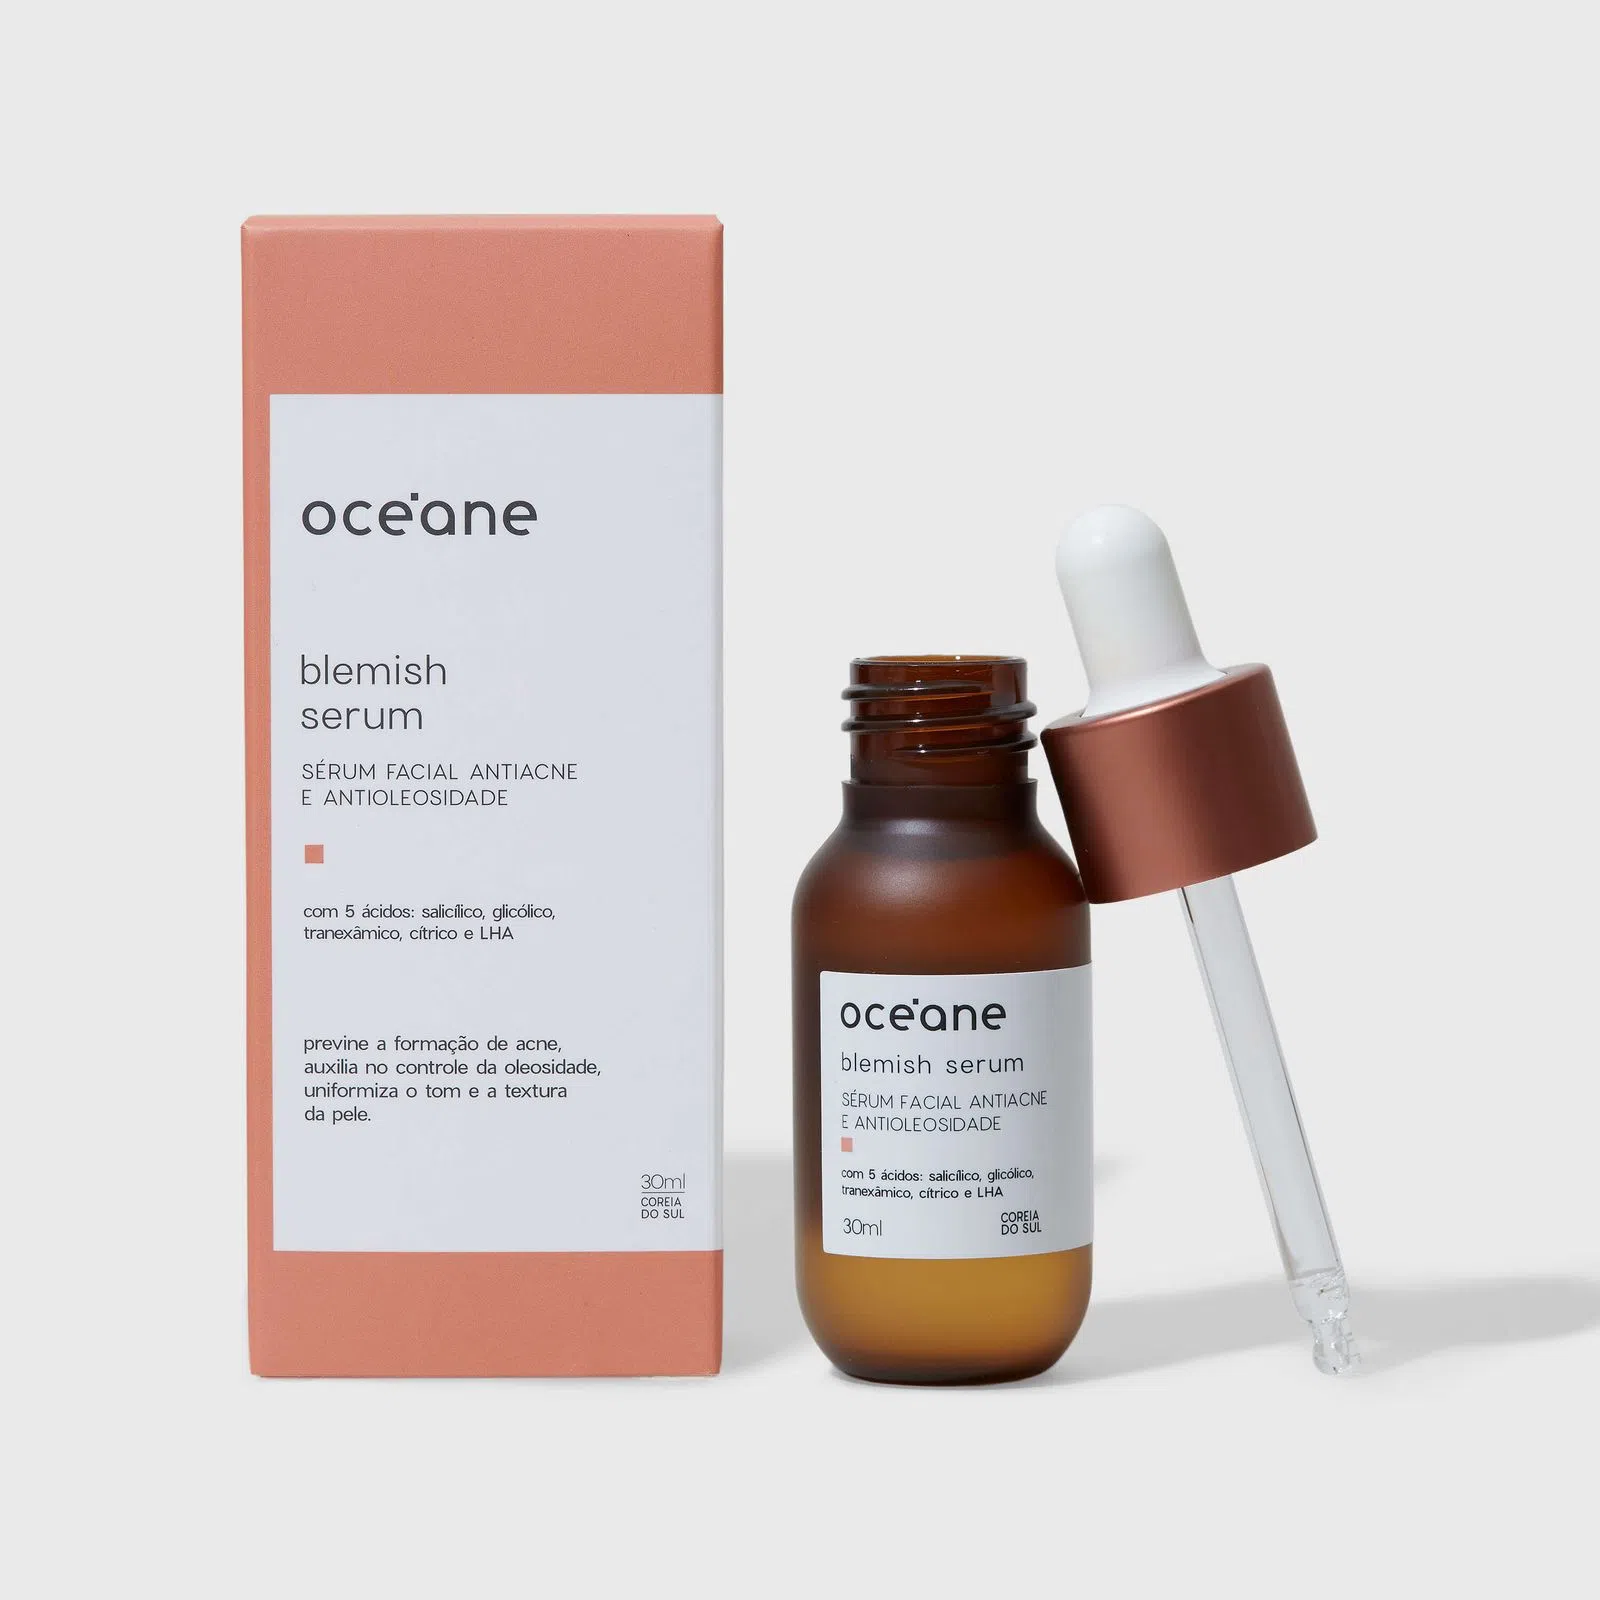 océane
blemish
serum
SÉRUM FACIAL ANTIACNE
E ANTIOLEOSIDADE
com 5 ácidos: salicílico, glicólico,
tranexâmico, cítrico e LHA
previne a formação de acne,
auxilia no controle da oleosidade,
uniformiza o tom e a textura
da pele.
30ml
COREIA
DO SUL
océane
blemish serum
SÉRUM FACIAL ANTIACNE
E ANTIOLEOSIDADE
com 5 ácidos: salicílico, glicólico,
tranexâmico, cítrico e LHA
30ml
COREIA
DO SUL